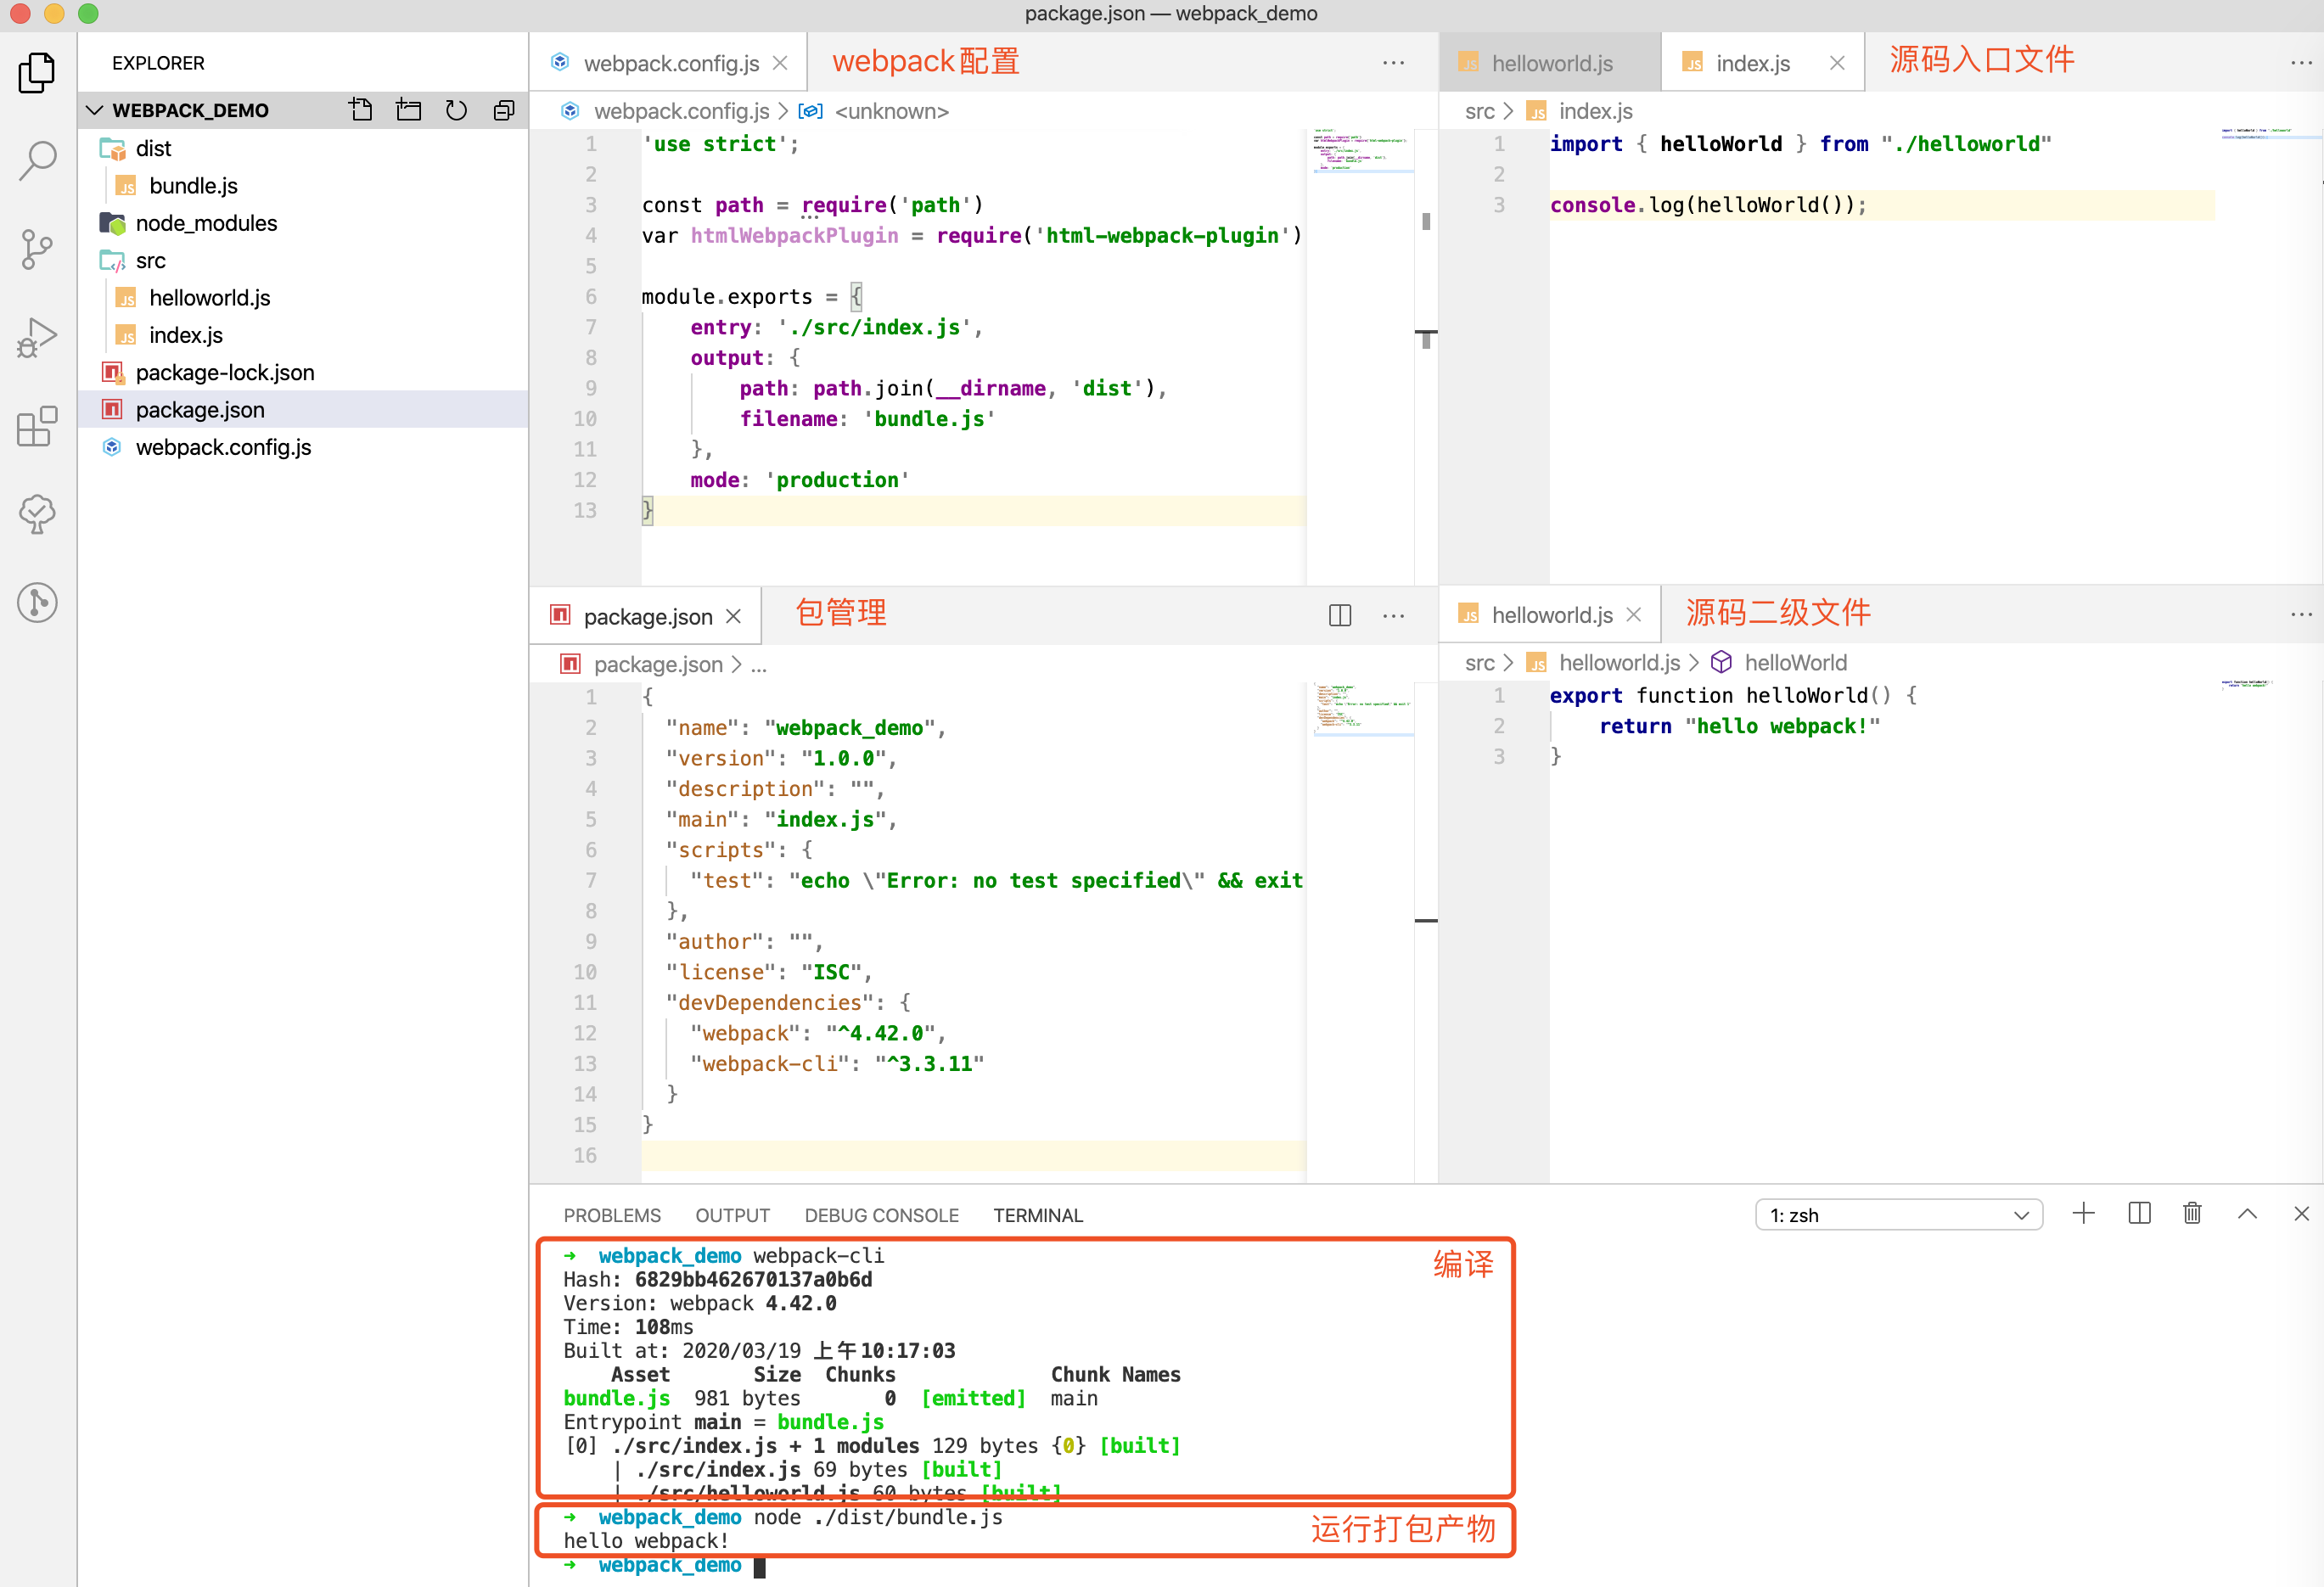 package.json — webpack_demo
EXPLORER
WEBPACK_DEMO
dist
bundle.js
node_modules
src
helloworld.js
index.js
package-lock.json
package.json
webpack.config.js
webpack.config.js
webpack配置
webpack.config.js > <unknown>
1 'use strict';
2
3 const path = require('path')
4 var htmlWebpackPlugin = require('html-webpack-plugin')
5
6 module.exports = {
7     entry: './src/index.js',
8     output: {
9         path: path.join(__dirname, 'dist'),
10         filename: 'bundle.js'
11     },
12     mode: 'production'
13 }
helloworld.js
index.js
源码入口文件
src > index.js
1 import { helloWorld } from "./helloworld"
2
3 console.log(helloWorld());
package.json
包管理
package.json > ...
1 {
2   "name": "webpack_demo",
3   "version": "1.0.0",
4   "description": "",
5   "main": "index.js",
6   "scripts": {
7     "test": "echo \"Error: no test specified\" && exit
8   },
9   "author": "",
10   "license": "ISC",
11   "devDependencies": {
12     "webpack": "^4.42.0",
13     "webpack-cli": "^3.3.11"
14   }
15 }
16
helloworld.js
源码二级文件
src > helloworld.js > helloWorld
1 export function helloWorld() {
2     return "hello webpack!"
3 }
PROBLEMS OUTPUT DEBUG CONSOLE TERMINAL
1: zsh
→ webpack_demo webpack-cli
编译
Hash: 6829bb462670137a0b6d
Version: webpack 4.42.0
Time: 108ms
Built at: 2020/03/19 上午10:17:03
Asset Size Chunks Chunk Names
bundle.js 981 bytes 0 [emitted] main
Entrypoint main = bundle.js
[0] ./src/index.js + 1 modules 129 bytes {0} [built]
| ./src/index.js 69 bytes [built]
| ./src/helloworld.js 60 bytes [built]
→ webpack_demo node ./dist/bundle.js
运行打包产物
hello webpack!
→ webpack_demo